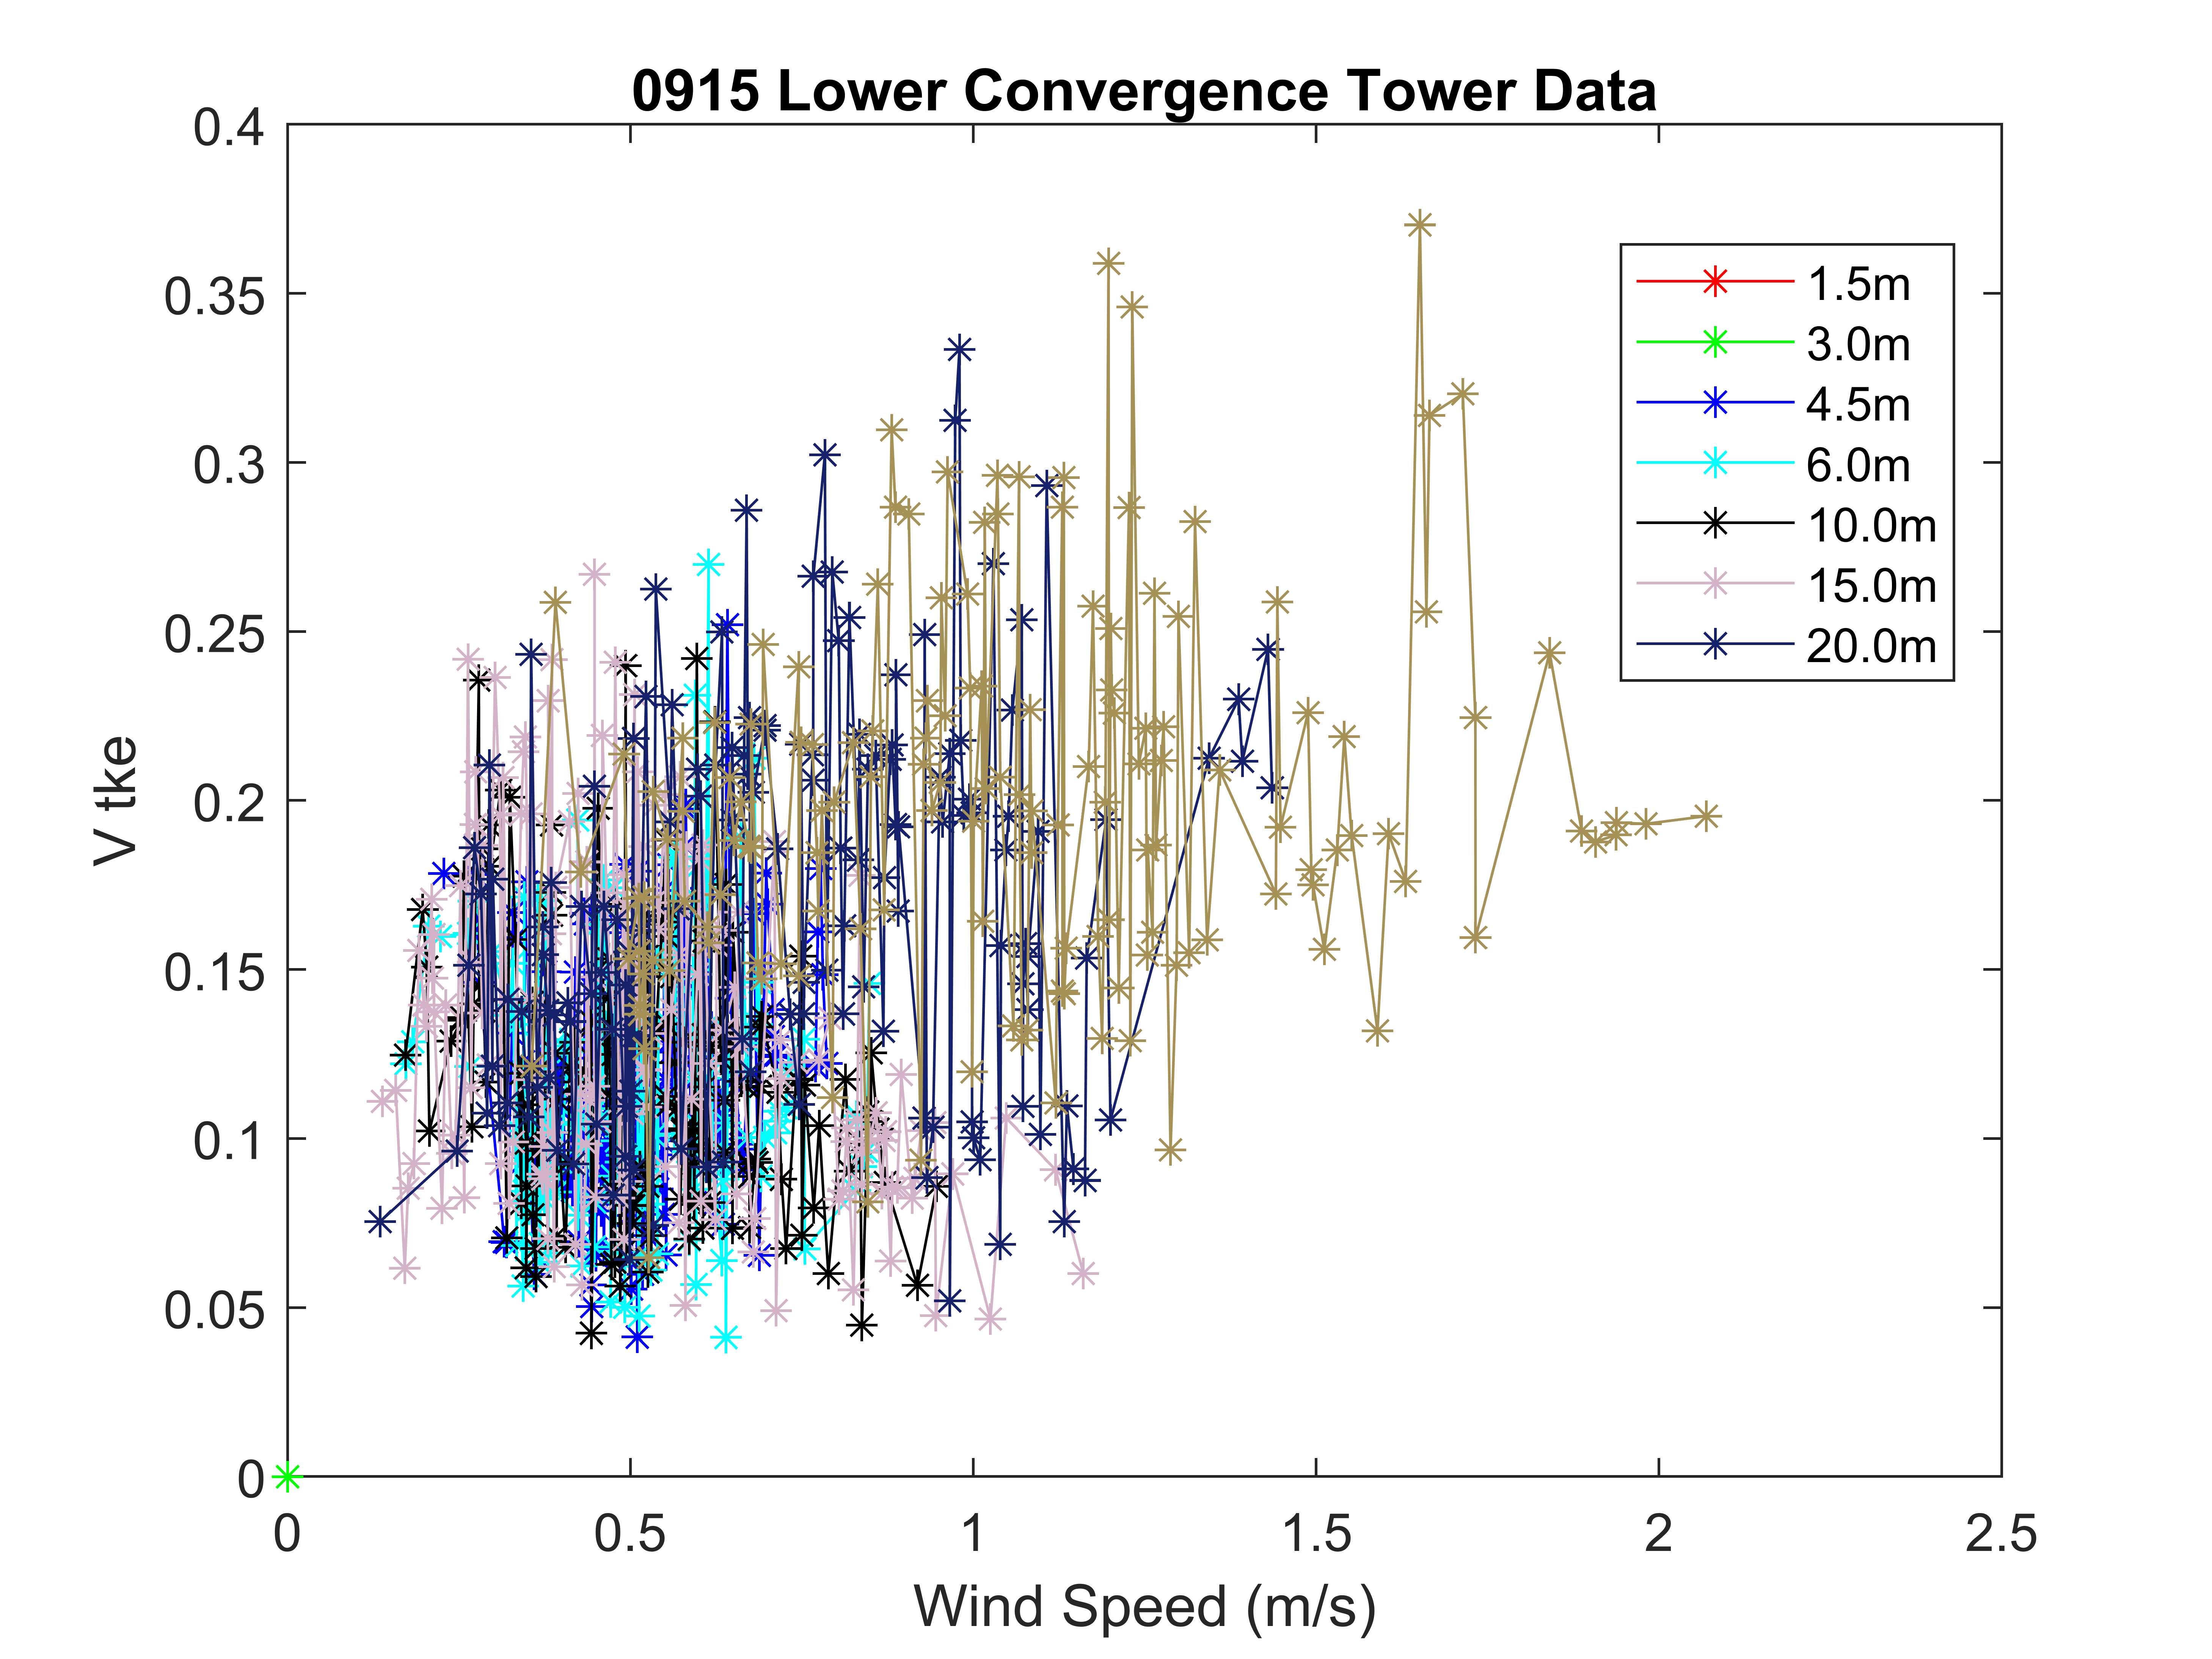 0915 Lower Convergence Tower Data
0.4
0.35
0.3
0.25
0.2
0.15
0.1
0.05
0
V tke
1.5m
3.0m
4.5m
6.0m
10.0m
15.0m
20.0m
0 0.5 1 1.5 2 2.5
Wind Speed (m/s)